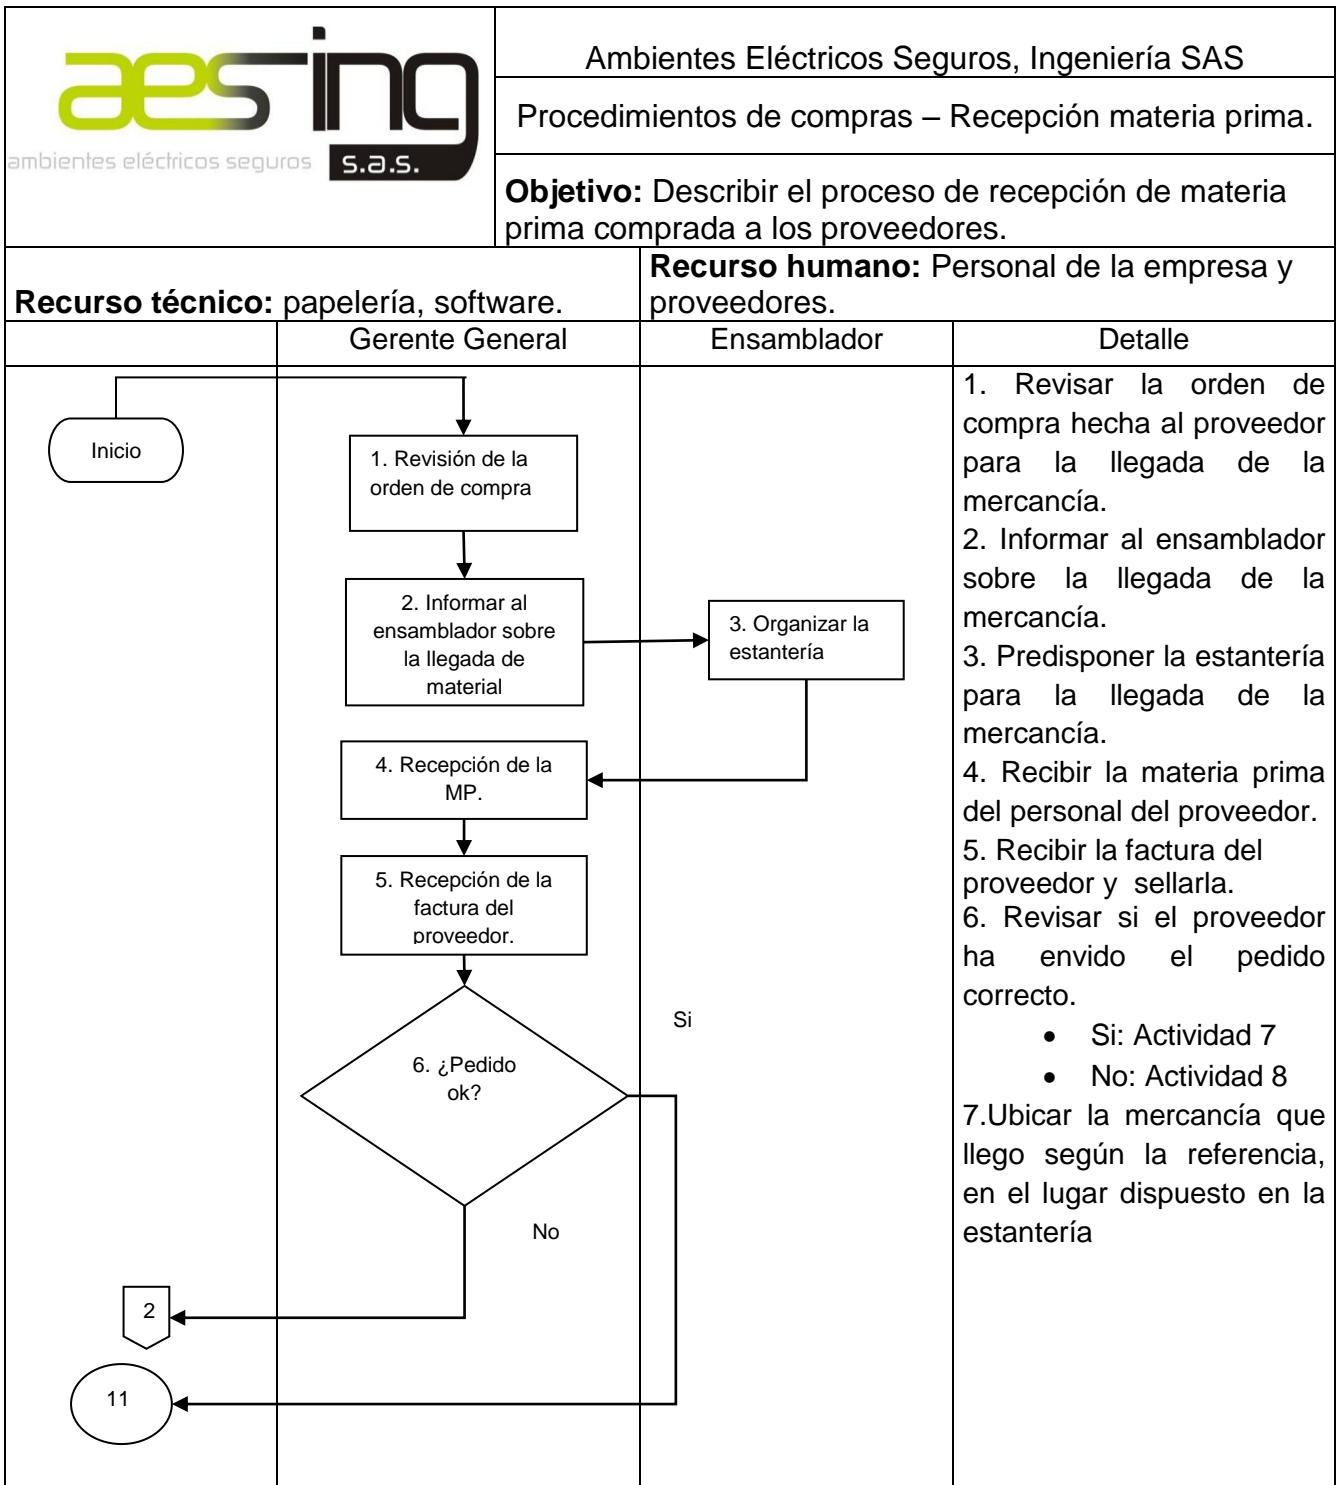 aesing
ambientes eléctricos seguros s.a.s.
Ambientes Eléctricos Seguros, Ingeniería SAS
Procedimientos de compras – Recepción materia prima.
Objetivo: Describir el proceso de recepción de materia
prima comprada a los proveedores.
Recurso técnico: papelería, software.
Recurso humano: Personal de la empresa y
proveedores.
Gerente General
Ensamblador
Detalle
Inicio
1. Revisión de la
orden de compra
2. Informar al
ensamblador sobre
la llegada de
material
3. Organizar la
estantería
4. Recepción de la
MP.
5. Recepción de la
factura del
proveedor.
6. ¿Pedido
ok?
Si
No
2
11
1. Revisar la orden de
compra hecha al proveedor
para la llegada de la
mercancía.
2. Informar al ensamblador
sobre la llegada de la
mercancía.
3. Predisponer la estantería
para la llegada de la
mercancía.
4. Recibir la materia prima
del personal del proveedor.
5. Recibir la factura del
proveedor y sellarla.
6. Revisar si el proveedor
ha envido el pedido
correcto.
• Si: Actividad 7
• No: Actividad 8
7.Ubicar la mercancía que
llego según la referencia,
en el lugar dispuesto en la
estantería